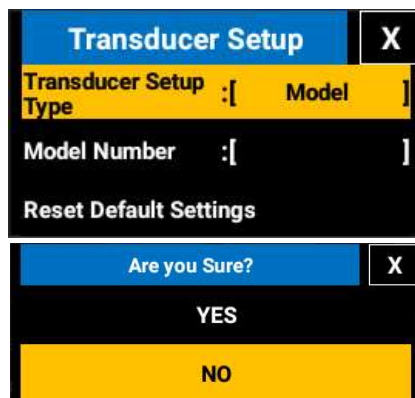 Transducer Setup X
Transducer Setup
Type :[ Model ]
Model Number :[ ]
Reset Default Settings
Are you Sure? X
YES
NO